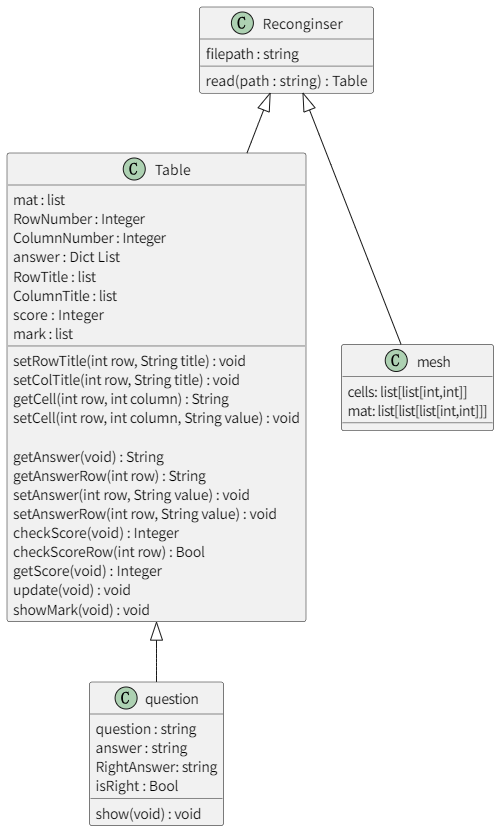 C Reconginser
filepath : string
read(path : string) : Table
C Table
mat : list
RowNumber : Integer
ColumnNumber : Integer
answer : Dict List
RowTitle : list
ColumnTitle : list
score : Integer
mark : list
setRowTitle(int row, String title) : void
setColTitle(int row, String title) : void
getCell(int row, int column) : String
setCell(int row, int column, String value) : void
getAnswer(void) : String
getAnswerRow(int row) : String
setAnswer(int row, String value) : void
setAnswerRow(int row, String value) : void
checkScore(void) : Integer
checkScoreRow(int row) : Bool
getScore(void) : Integer
update(void) : void
showMark(void) : void
C mesh
cells: list[list[int,int]]
mat: list[list[list[int,int]]]
C question
question : string
answer : string
RightAnswer: string
isRight : Bool
show(void) : void